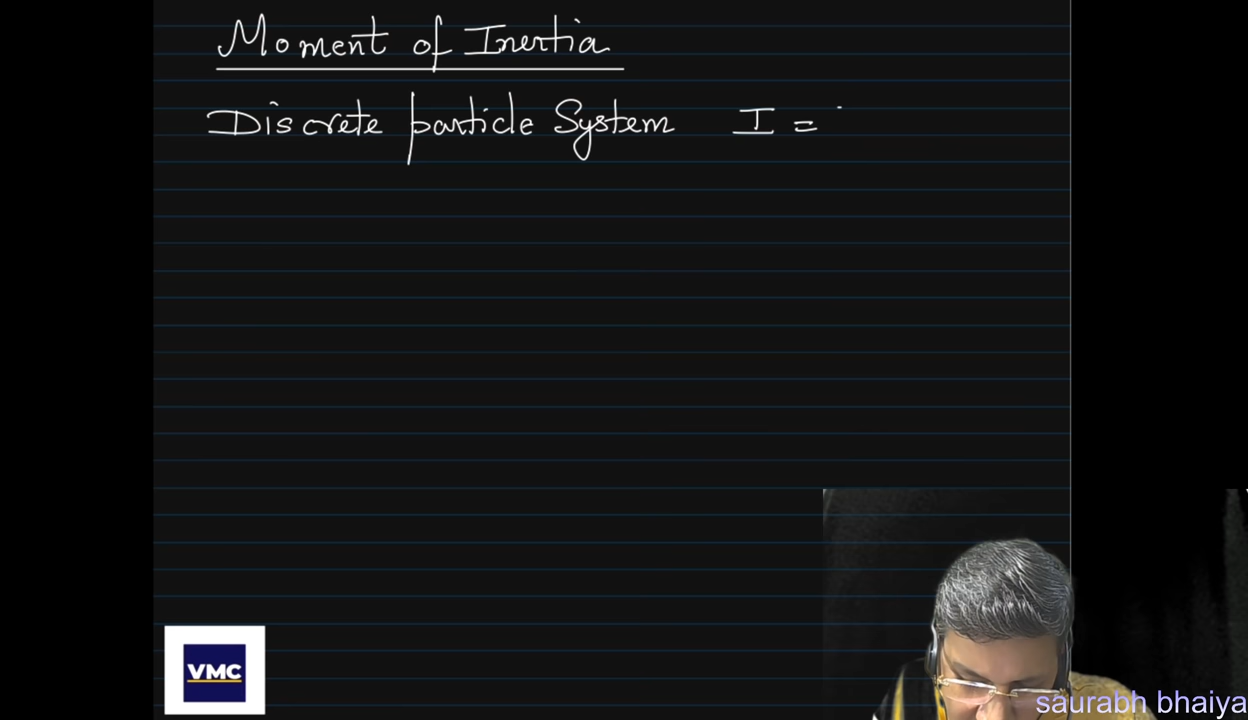 Moment of Inertia
Discrete particle System I =
VMC
saurabh bhaiya